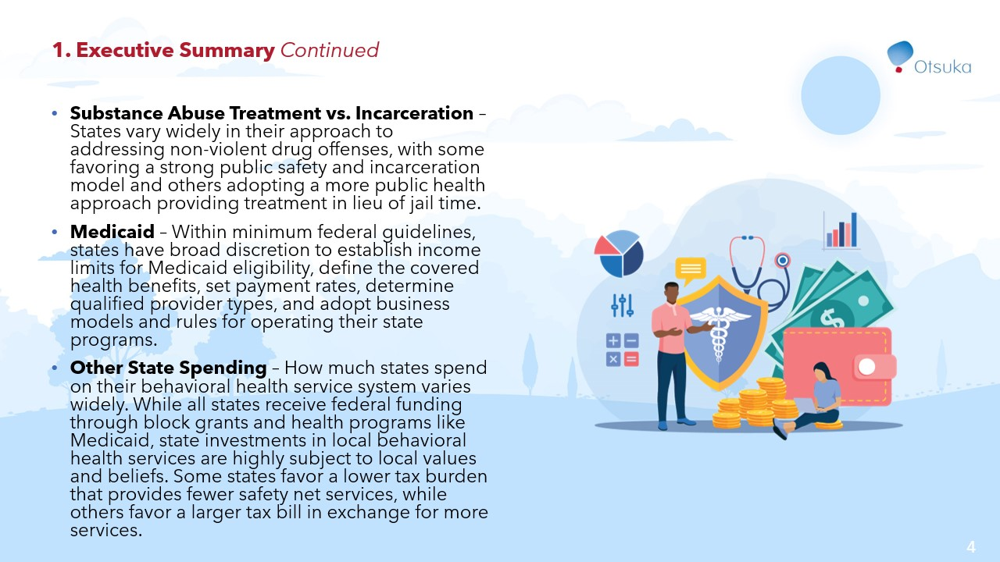 1. Executive Summary Continued
Otsuka
• Substance Abuse Treatment vs. Incarceration –
States vary widely in their approach to
addressing non-violent drug offenses, with some
favoring a strong public safety and incarceration
model and others adopting a more public health
approach providing treatment in lieu of jail time.
• Medicaid – Within minimum federal guidelines,
states have broad discretion to establish income
limits for Medicaid eligibility, define the covered
health benefits, set payment rates, determine
qualified provider types, and adopt business
models and rules for operating their state
programs.
• Other State Spending – How much states spend
on their behavioral health service system varies
widely. While all states receive federal funding
through block grants and health programs like
Medicaid, state investments in local behavioral
health services are highly subject to local values
and beliefs. Some states favor a lower tax burden
that provides fewer safety net services, while
others favor a larger tax bill in exchange for more
services.
$
4